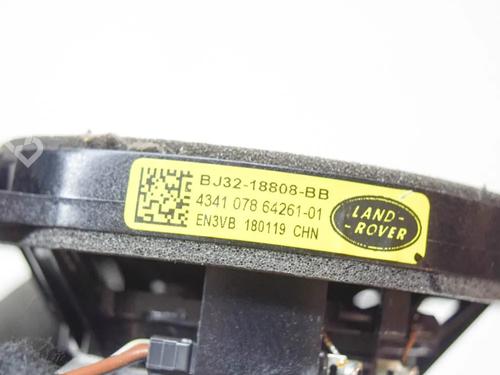 BJ32-18808-BB
4341 078 64261-01
EN3VB 180119 CHN
LAND-
ROVER